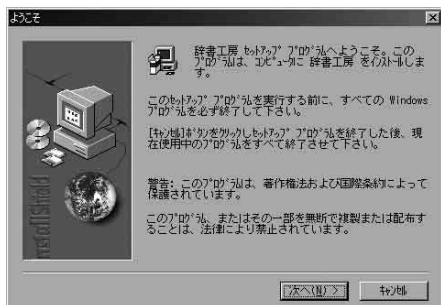 ようこそ
辞書工房 ｾｯﾄｱｯﾌﾟ ﾌﾟﾛｸﾞﾗﾑへようこそ。この
ﾌﾟﾛｸﾞﾗﾑは、ｺﾝﾋﾟｭｰﾀに 辞書工房 をｲﾝｽﾄｰﾙしま
す。
このｾｯﾄｱｯﾌﾟ ﾌﾟﾛｸﾞﾗﾑを実行する前に、すべての Windows
ﾌﾟﾛｸﾞﾗﾑを必ず終了して下さい。
[ｷｬﾝｾﾙ]ﾎﾞﾀﾝをｸﾘｯｸしｾｯﾄｱｯﾌﾟ ﾌﾟﾛｸﾞﾗﾑを終了した後、現
在使用中のﾌﾟﾛｸﾞﾗﾑをすべて終了させて下さい。
警告: このﾌﾟﾛｸﾞﾗﾑは、著作権法および国際条約によって
保護されています。
このﾌﾟﾛｸﾞﾗﾑ、またはその一部を無断で複製または配布す
ることは、法律により禁止されています。
InstallShield
次へ(N) >
ｷｬﾝｾﾙ